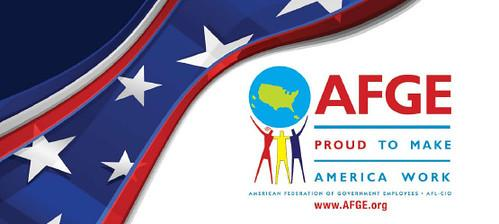 AFGE
PROUD TO MAKE
AMERICA WORK
AMERICAN FEDERATION OF GOVERNMENT EMPLOYEES • AFL-CIO
www.AFGE.org